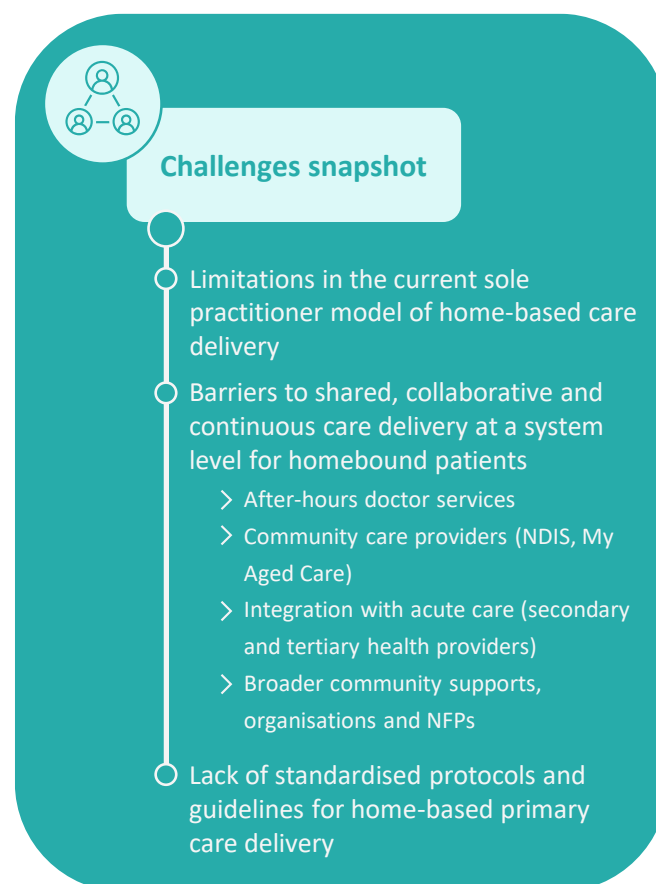 Challenges snapshot
Limitations in the current sole
practitioner model of home-based care
delivery
Barriers to shared, collaborative and
continuous care delivery at a system
level for homebound patients
After-hours doctor services
Community care providers (NDIS, My
Aged Care)
Integration with acute care (secondary
and tertiary health providers)
Broader community supports,
organisations and NFPs
Lack of standardised protocols and
guidelines for home-based primary
care delivery